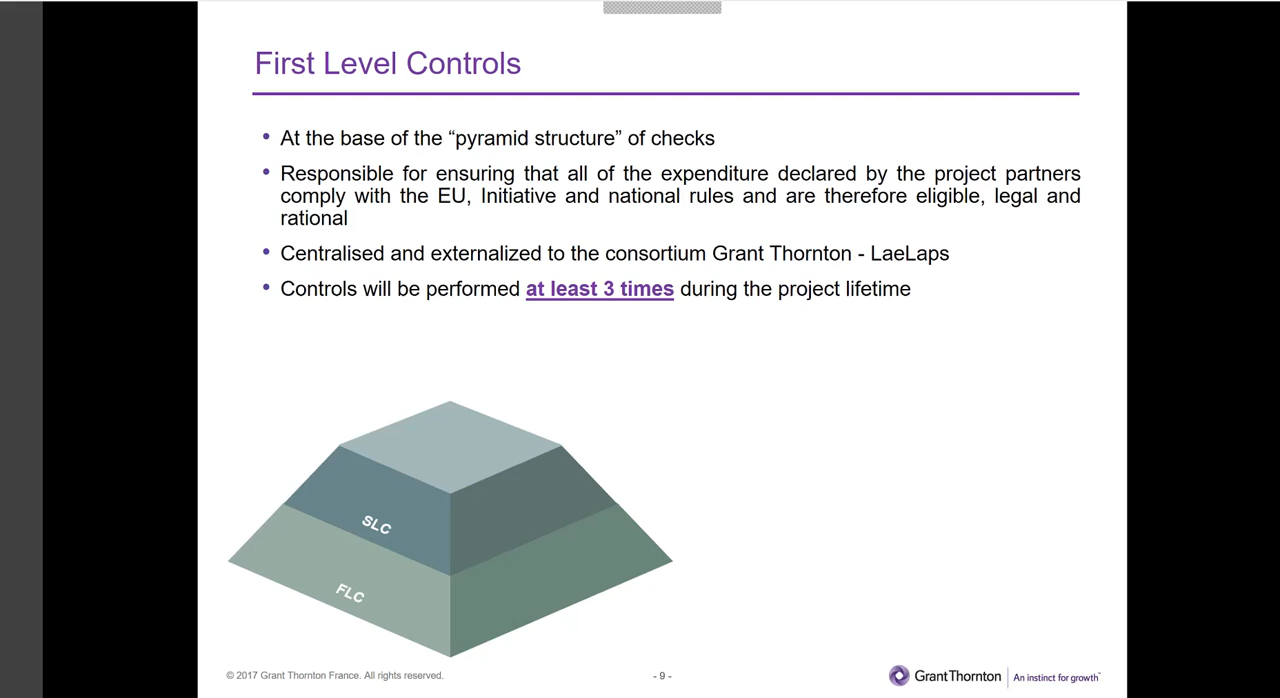 First Level Controls
• At the base of the “pyramid structure” of checks
• Responsible for ensuring that all of the expenditure declared by the project partners
comply with the EU, Initiative and national rules and are therefore eligible, legal and
rational
• Centralised and externalized to the consortium Grant Thornton - LaeLaps
• Controls will be performed at least 3 times during the project lifetime
SLC
FLC
© 2017 Grant Thornton France. All rights reserved.
- 9 -
GrantThornton | An instinct for growth™